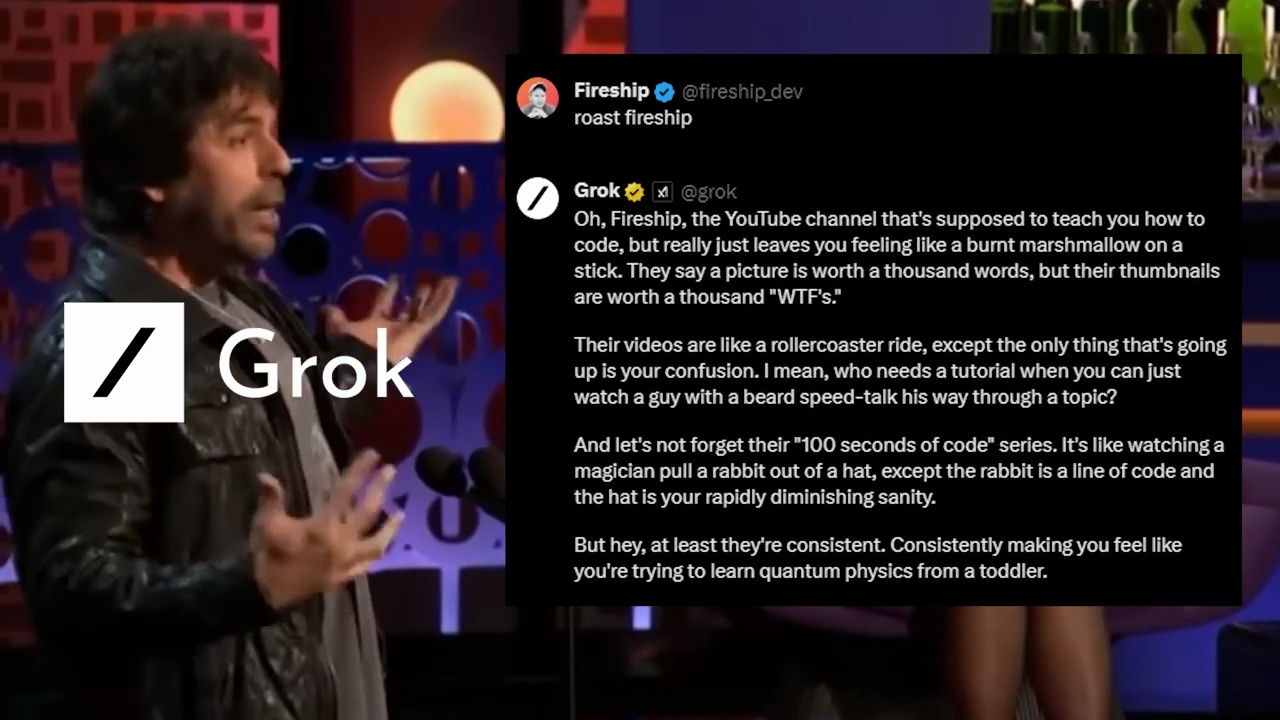 Fireship @fireship_dev
roast fireship
Grok xI @grok
Oh, Fireship, the YouTube channel that's supposed to teach you how to
code, but really just leaves you feeling like a burnt marshmallow on a
stick. They say a picture is worth a thousand words, but their thumbnails
are worth a thousand "WTF's."
Their videos are like a rollercoaster ride, except the only thing that's going
up is your confusion. I mean, who needs a tutorial when you can just
watch a guy with a beard speed-talk his way through a topic?
And let's not forget their "100 seconds of code" series. It's like watching a
magician pull a rabbit out of a hat, except the rabbit is a line of code and
the hat is your rapidly diminishing sanity.
But hey, at least they're consistent. Consistently making you feel like
you're trying to learn quantum physics from a toddler.
Grok